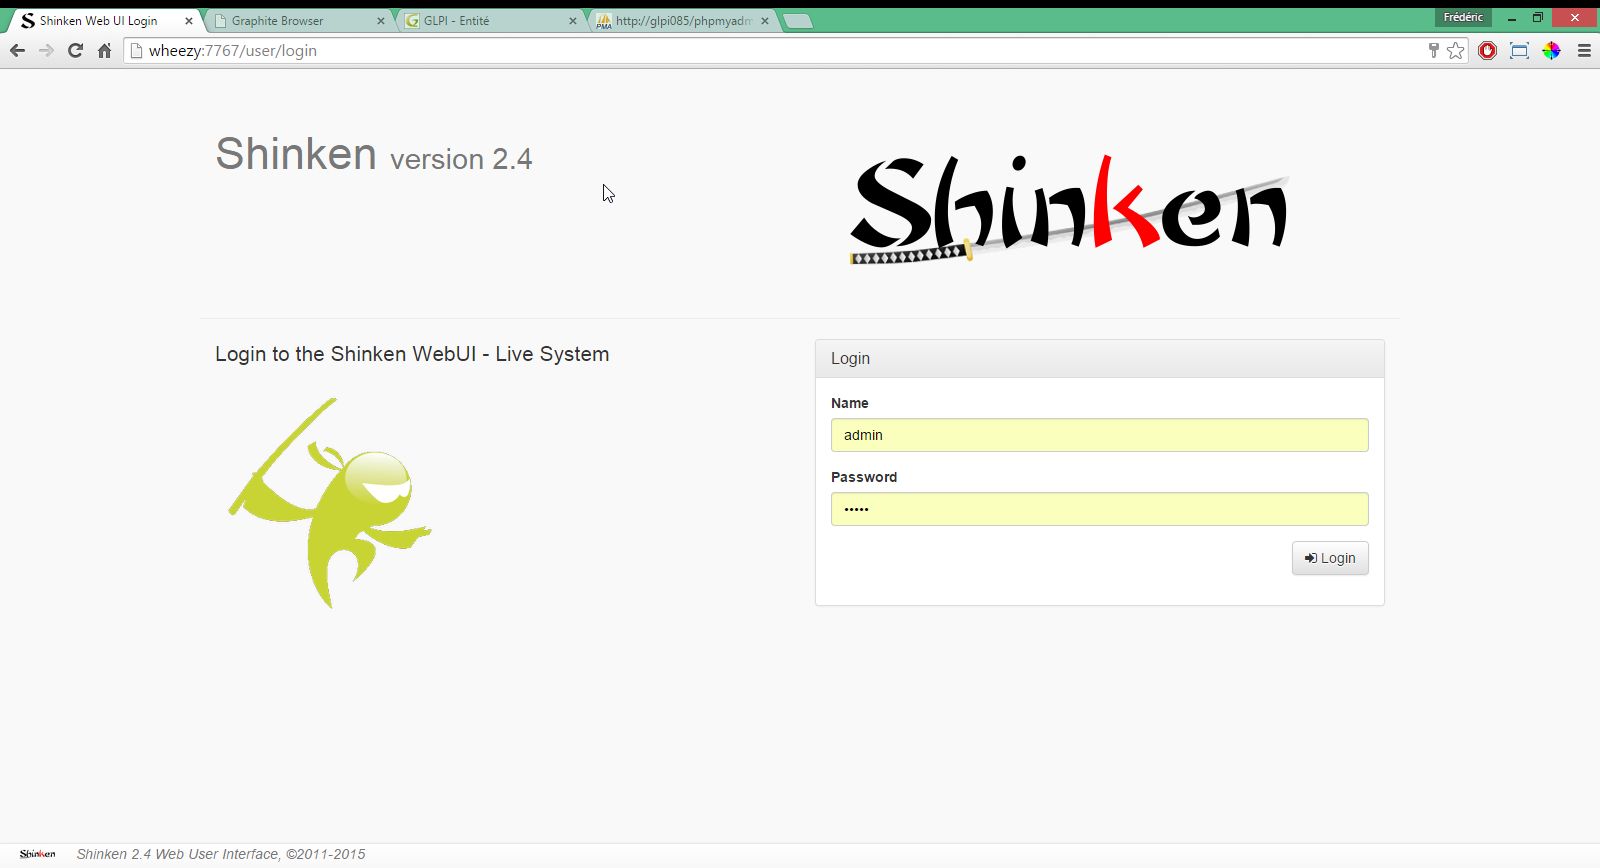 Shinken Web UI Login
Graphite Browser
GLPI - Entité
http://glpi085/phpmyadm
Frédéric
wheezy:7767/user/login
Shinken version 2.4
Shinken
Login to the Shinken WebUI - Live System
Login
Name
admin
Password
•••••
Login
Shinken
Shinken 2.4 Web User Interface, ©2011-2015